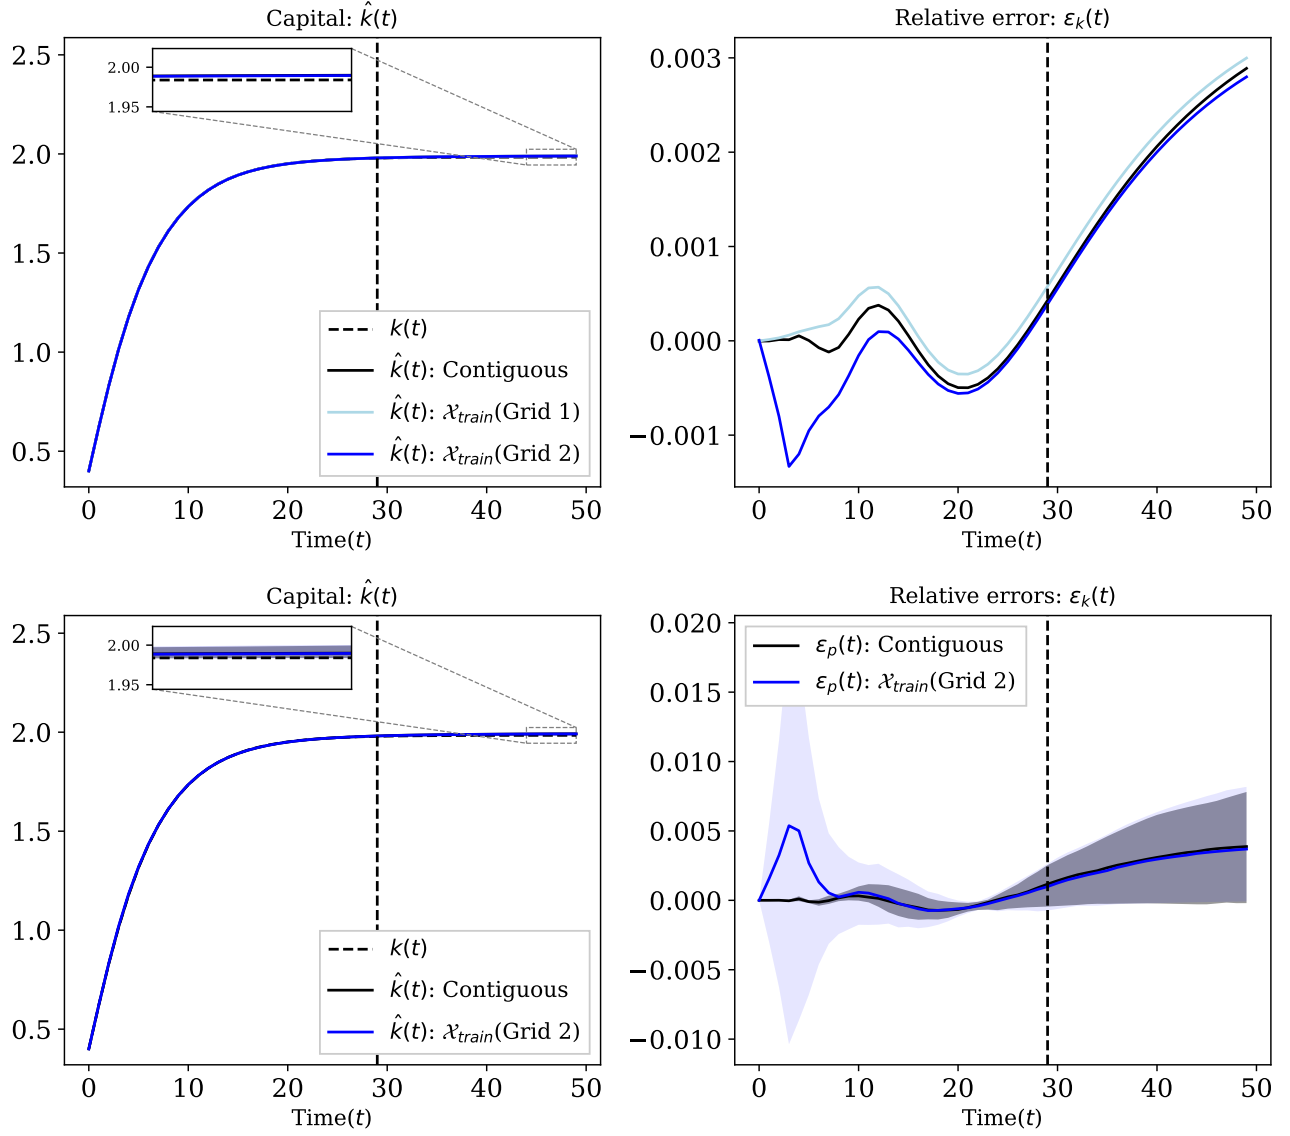 Capital: k̂(t)
2.5
2.0
1.5
1.0
0.5
2.00
1.95
k(t)
k̂(t): Contiguous
k̂(t): 𝒳train(Grid 1)
k̂(t): 𝒳train(Grid 2)
0 10 20 30 40 50
Time(t)
Relative error: εk(t)
0.003
0.002
0.001
0.000
−0.001
0 10 20 30 40 50
Time(t)
Capital: k̂(t)
2.5
2.0
1.5
1.0
0.5
2.00
1.95
k(t)
k̂(t): Contiguous
k̂(t): 𝒳train(Grid 2)
0 10 20 30 40 50
Time(t)
Relative errors: εk(t)
0.020
0.015
0.010
0.005
0.000
−0.005
−0.010
εp(t): Contiguous
εp(t): 𝒳train(Grid 2)
0 10 20 30 40 50
Time(t)